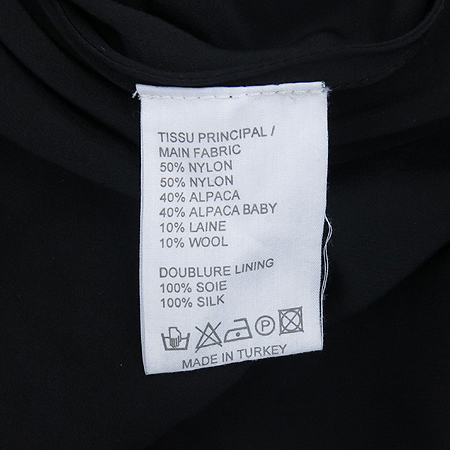 TISSU PRINCIPAL /
MAIN FABRIC
50% NYLON
50% NYLON
40% ALPACA
40% ALPACA BABY
10% LAINE
10% WOOL
DOUBLURE LINING
100% SOIE
100% SILK
P
MADE IN TURKEY